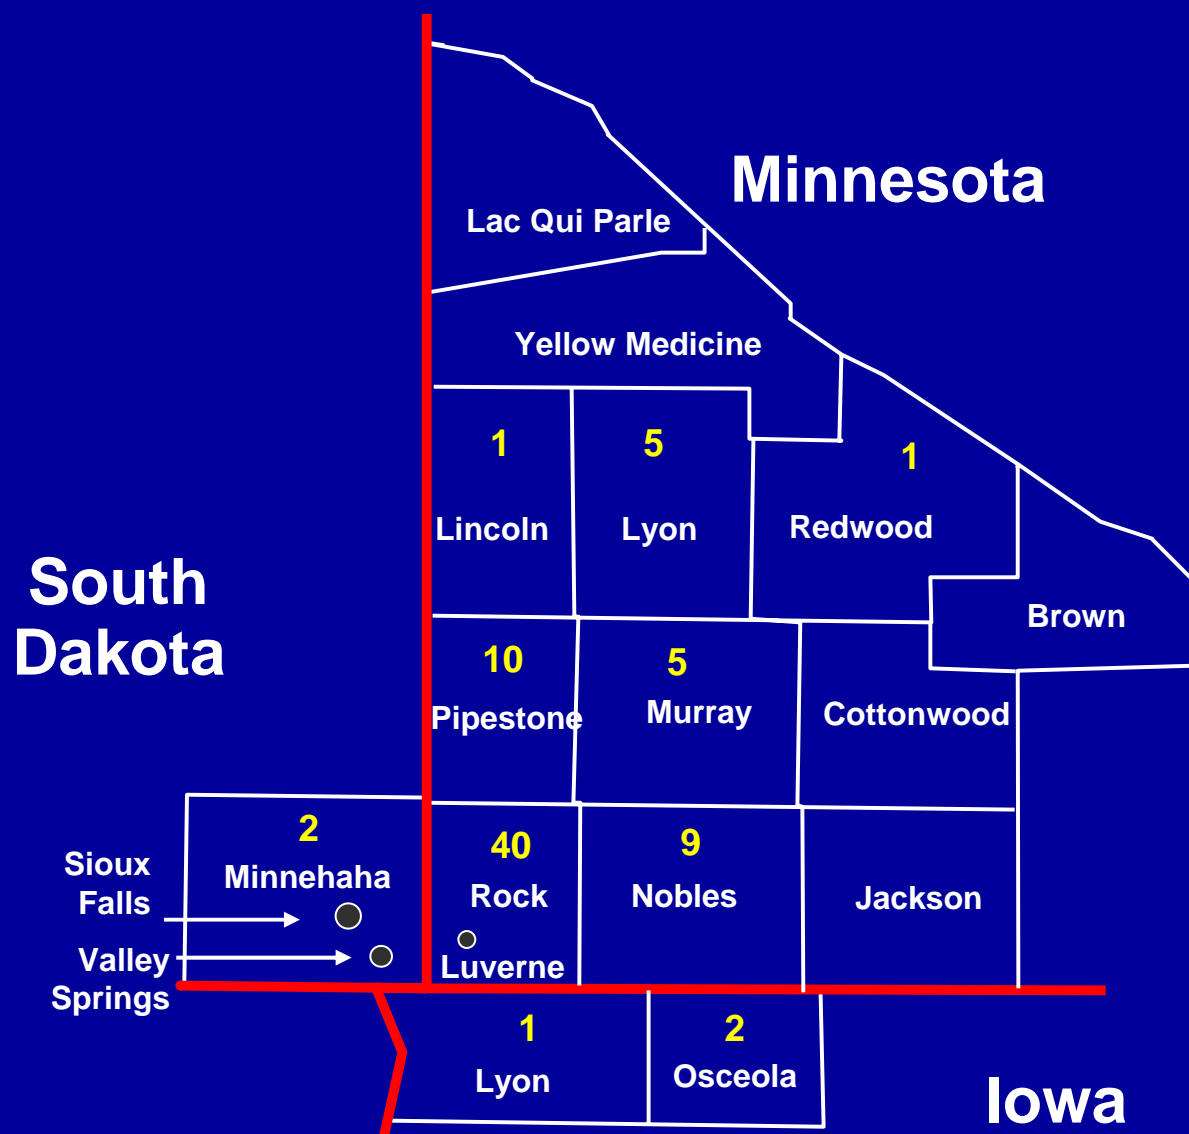 Minnesota
Lac Qui Parle
Yellow Medicine
1
5
1
Lincoln
Lyon
Redwood
South
Dakota
Brown
10
5
Pipestone
Murray
Cottonwood
2
40
9
Sioux
Falls
Minnehaha
Rock
Nobles
Jackson
Valley
Springs
Luverne
1
2
Lyon
Osceola
Iowa